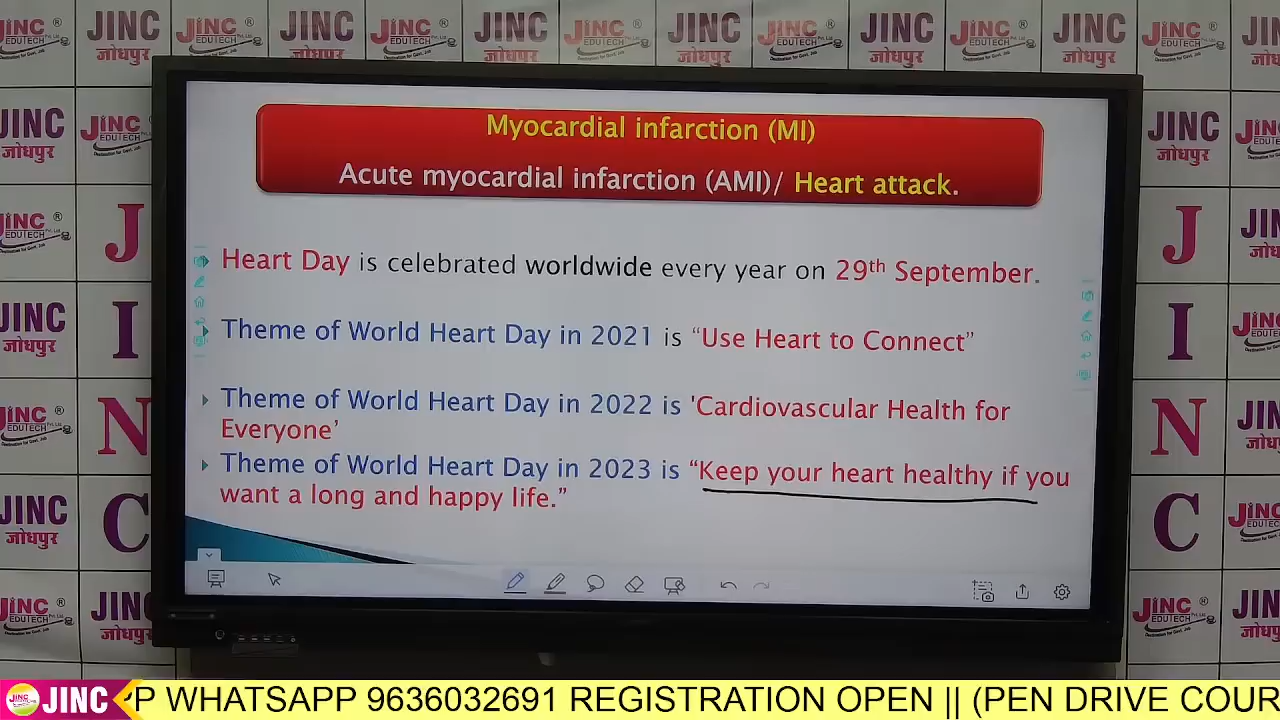 Myocardial infarction (MI)
Acute myocardial infarction (AMI)/ Heart attack.
Heart Day is celebrated worldwide every year on 29th September.
Theme of World Heart Day in 2021 is “Use Heart to Connect”
Theme of World Heart Day in 2022 is 'Cardiovascular Health for
Everyone’
Theme of World Heart Day in 2023 is “Keep your heart healthy if you
want a long and happy life.”
J
I
N
C
J
I
N
C
JINC
जोधपुर
JINC
EDUTECH
JINC P WHATSAPP 9636032691 REGISTRATION OPEN || (PEN DRIVE COUR